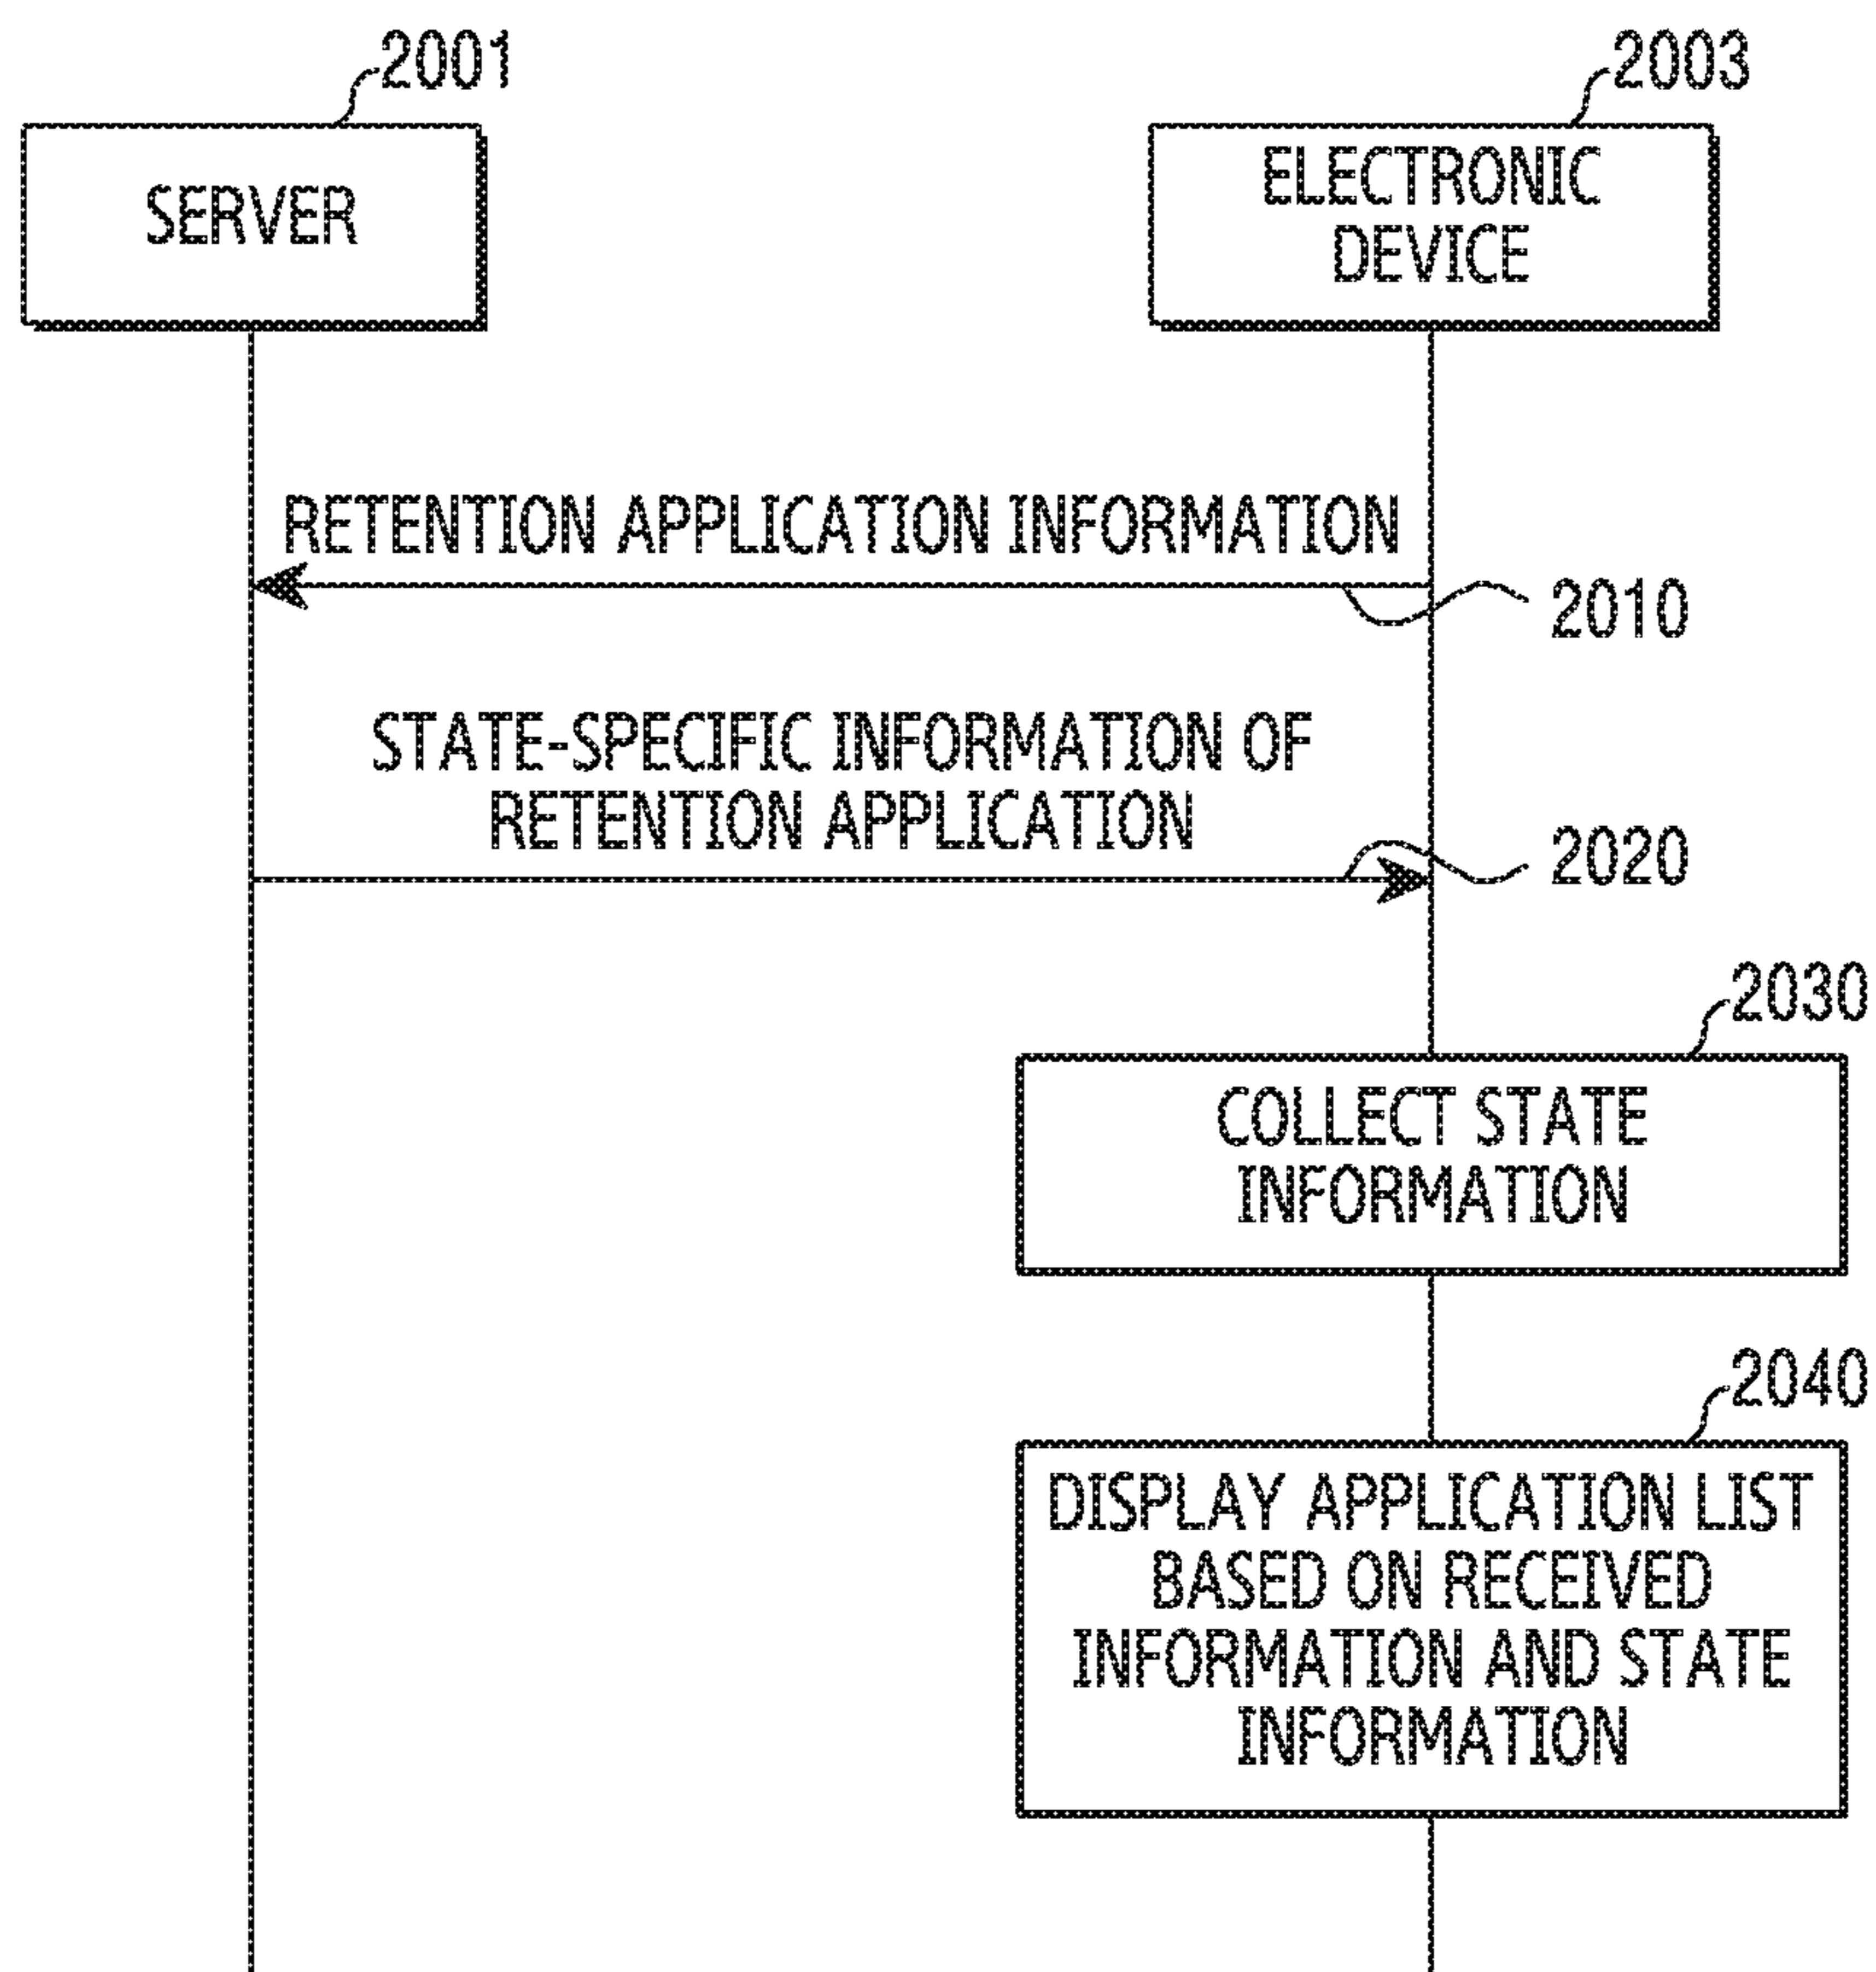 2001
2003
SERVER
ELECTRONIC
DEVICE
RETENTION APPLICATION INFORMATION
2010
STATE-SPECIFIC INFORMATION OF
RETENTION APPLICATION
2020
2030
COLLECT STATE
INFORMATION
2040
DISPLAY APPLICATION LIST
BASED ON RECEIVED
INFORMATION AND STATE
INFORMATION